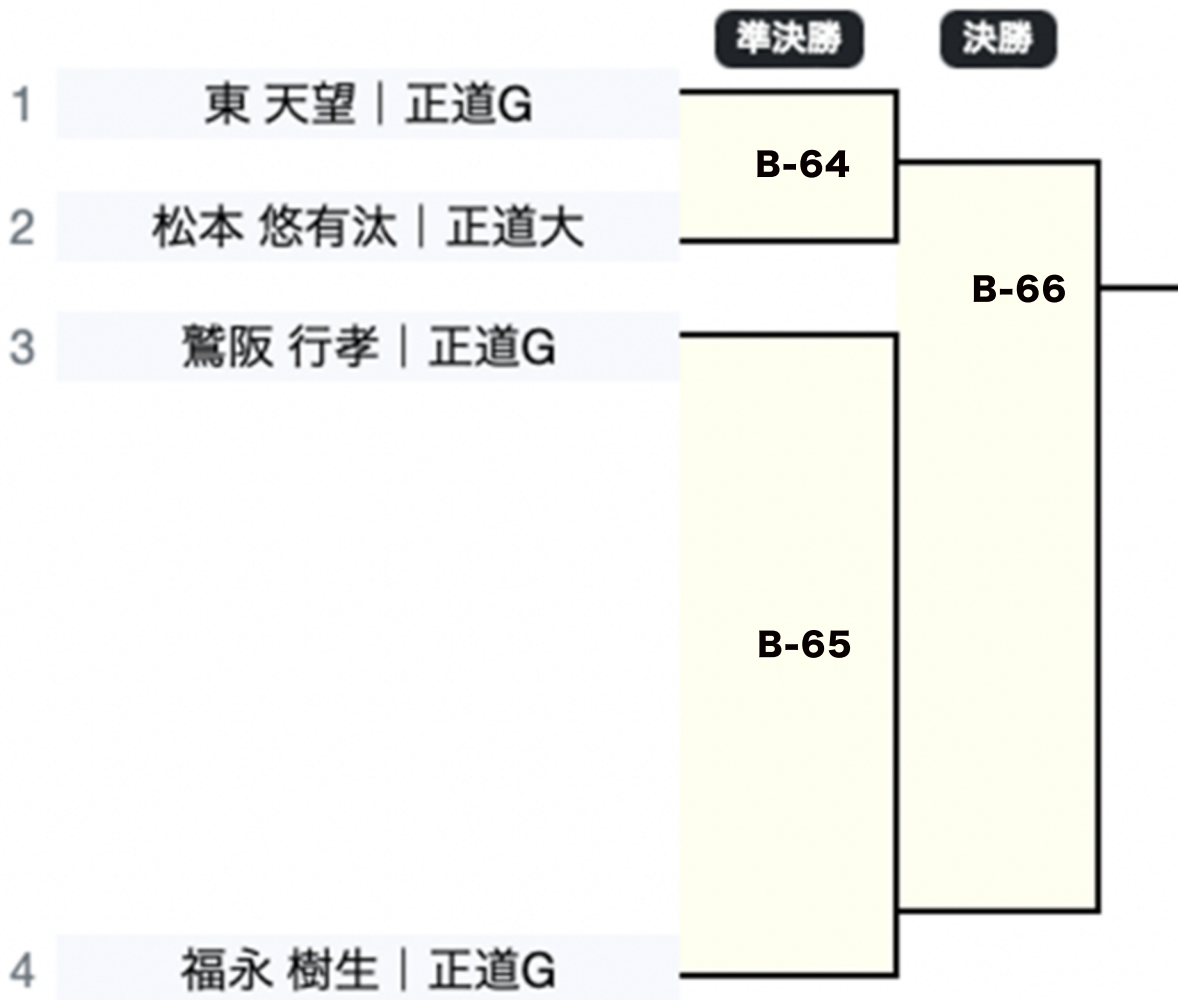 準決勝 決勝
1 東 天望｜正道G
B-64
2 松本 悠有汰｜正道大
B-66
3 鷲阪 行孝｜正道G
B-65
4 福永 樹生｜正道G